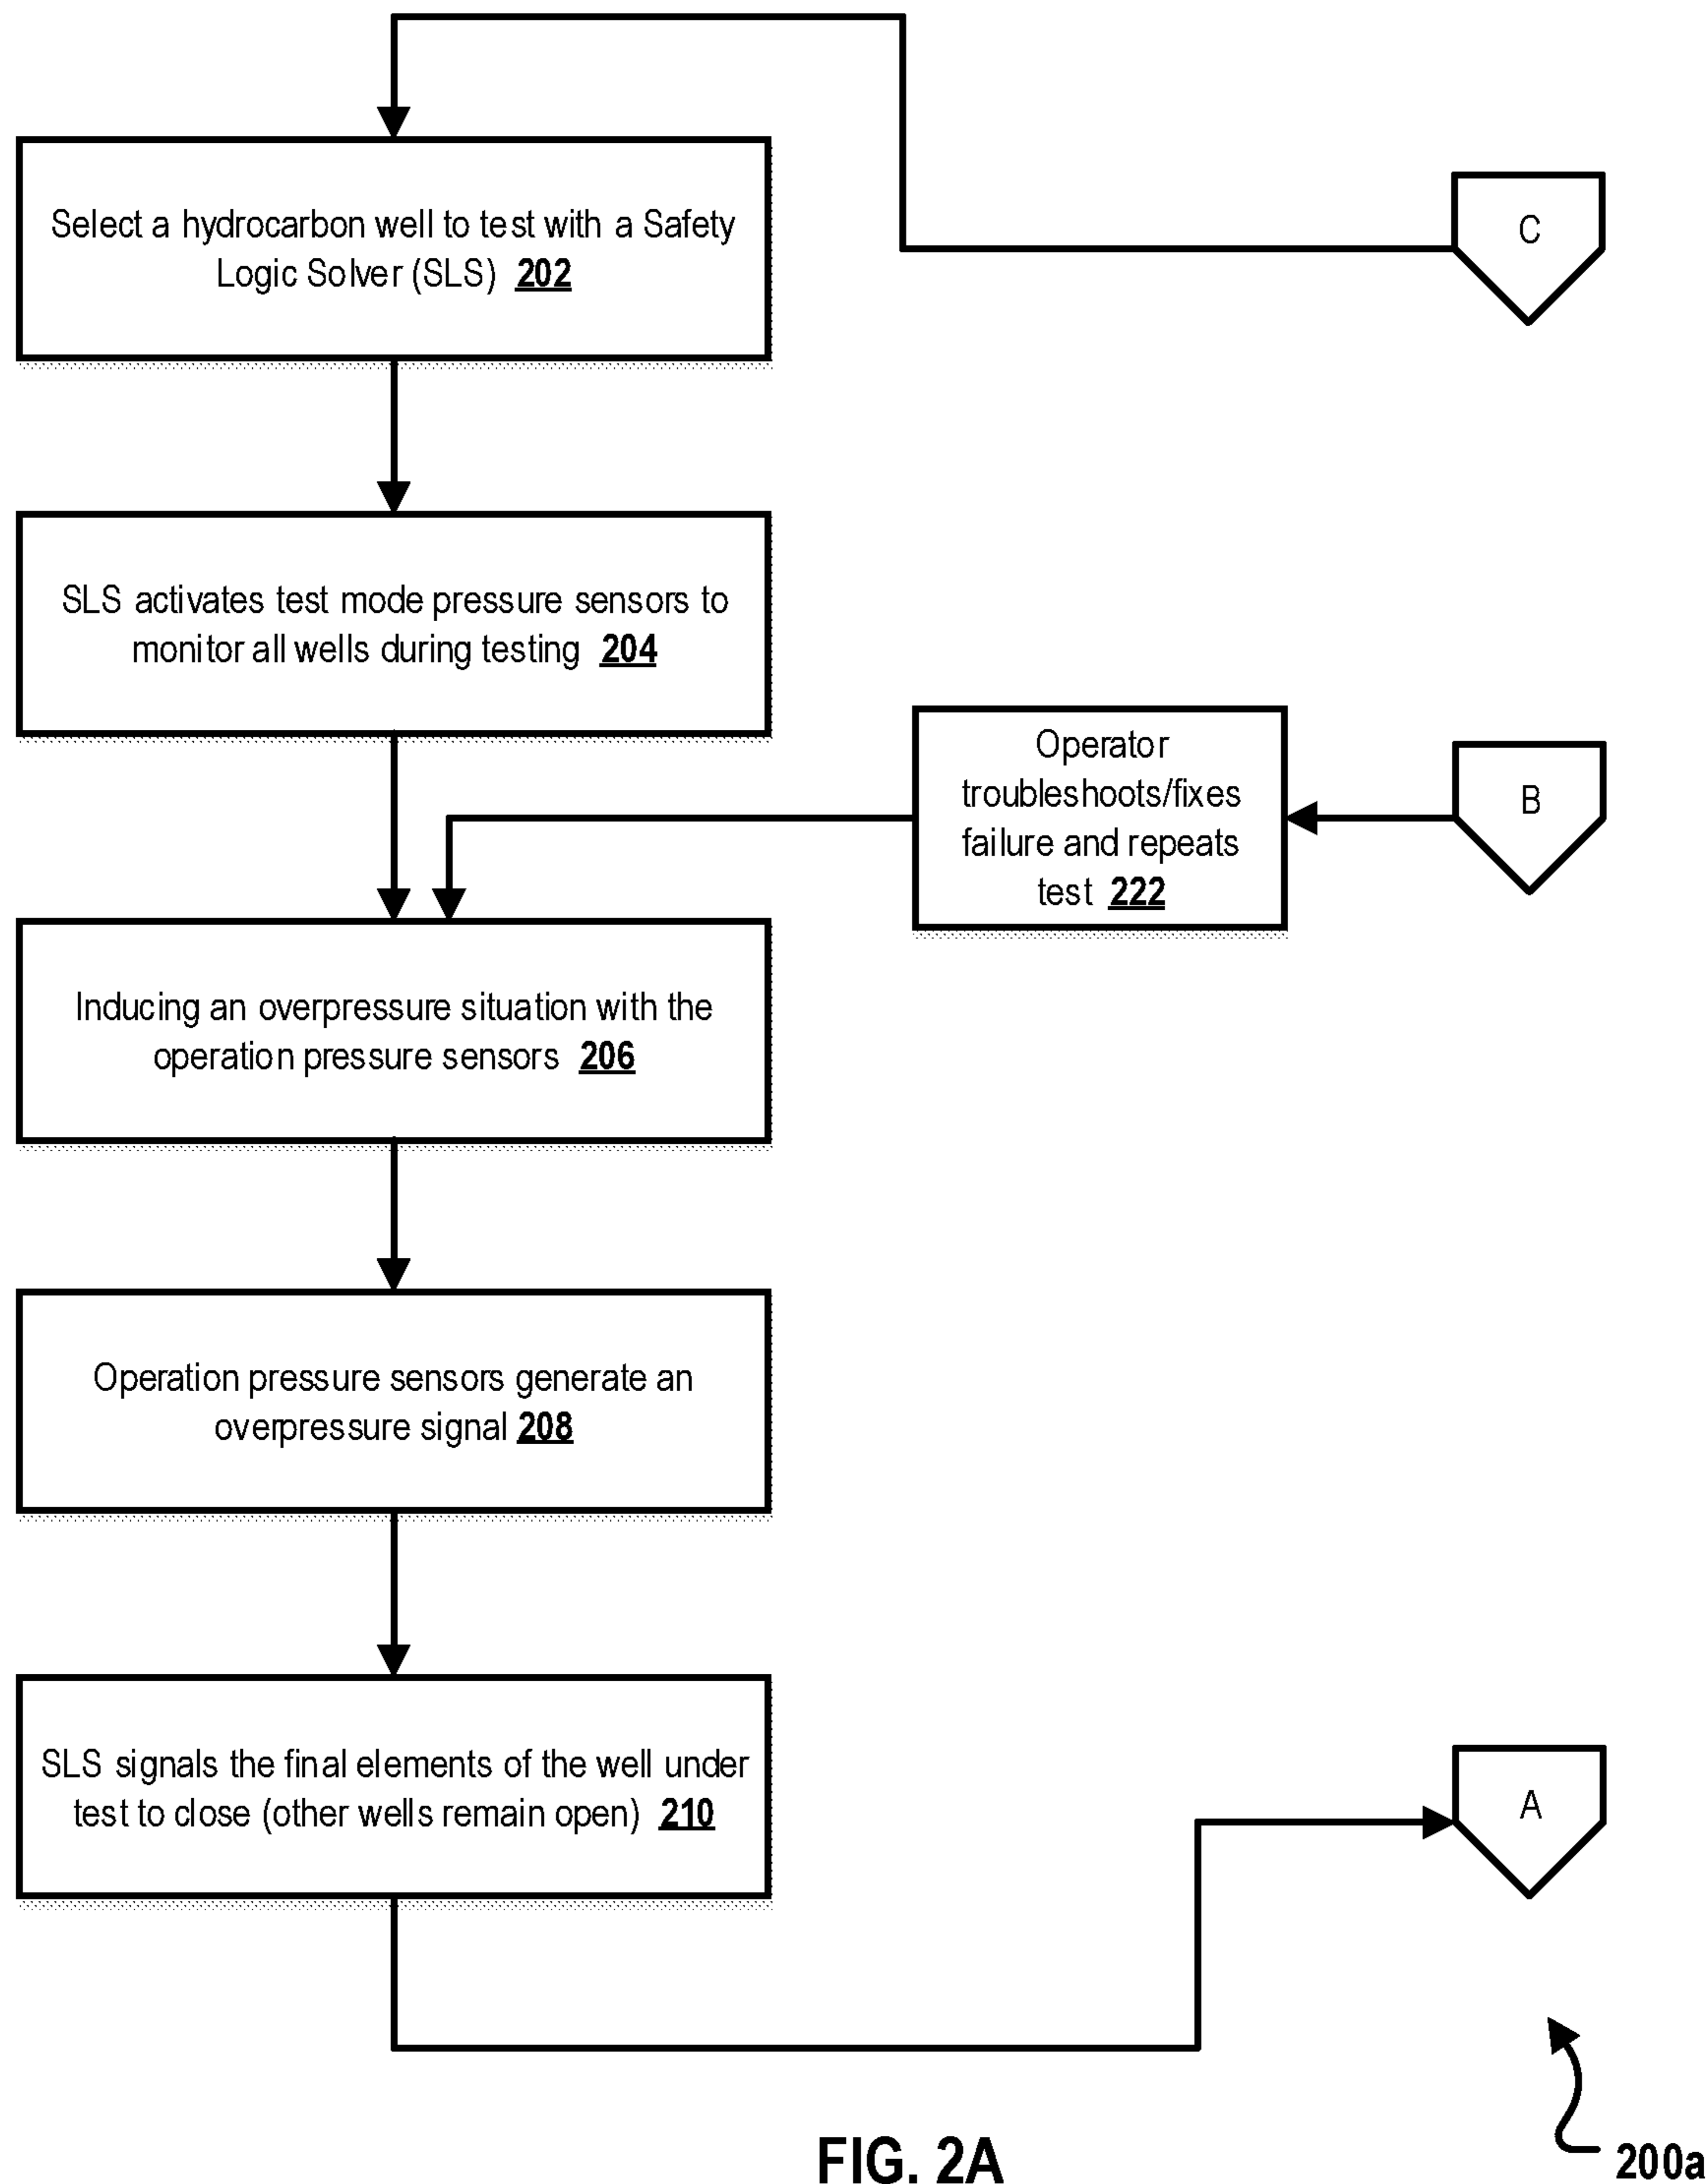 Select a hydrocarbon well to test with a Safety
Logic Solver (SLS) 202
C
SLS activates test mode pressure sensors to
monitor all wells during testing 204
Operator
troubleshoots/fixes
failure and repeats
test 222
B
Inducing an overpressure situation with the
operation pressure sensors 206
Operation pressure sensors generate an
overpressure signal 208
SLS signals the final elements of the well under
test to close (other wells remain open) 210
A
FIG. 2A
200a